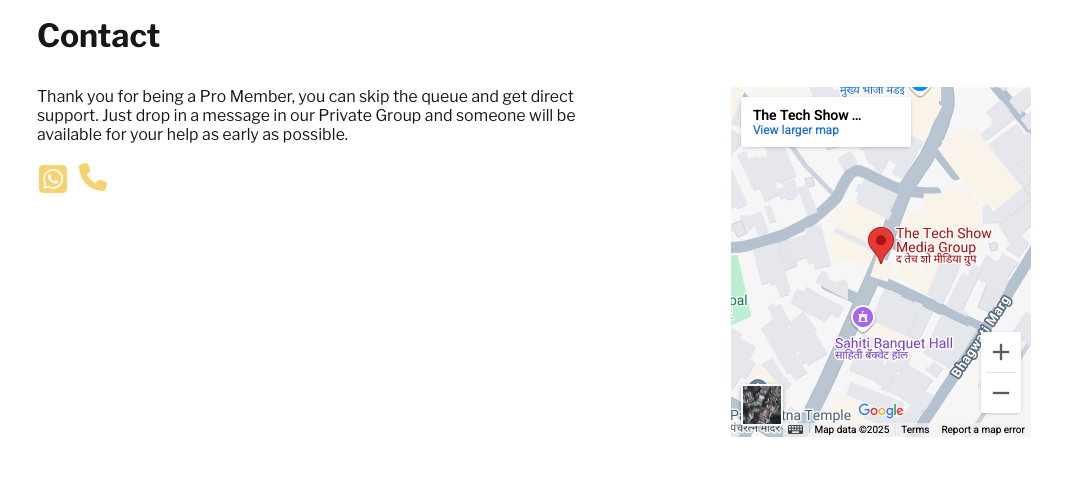 Contact
Thank you for being a Pro Member, you can skip the queue and get direct
support. Just drop in a message in our Private Group and someone will be
available for your help as early as possible.
मुख्य भाजी मंडई
The Tech Show ...
View larger map
The Tech Show
Media Group
द तेच शो मीडिया ग्रुप
pal
Sahiti Banquet Hall
साहिती बँक्वेट हॉल
Bhagwati Marg
tna Temple
Google
Map data ©2025 Terms Report a map error